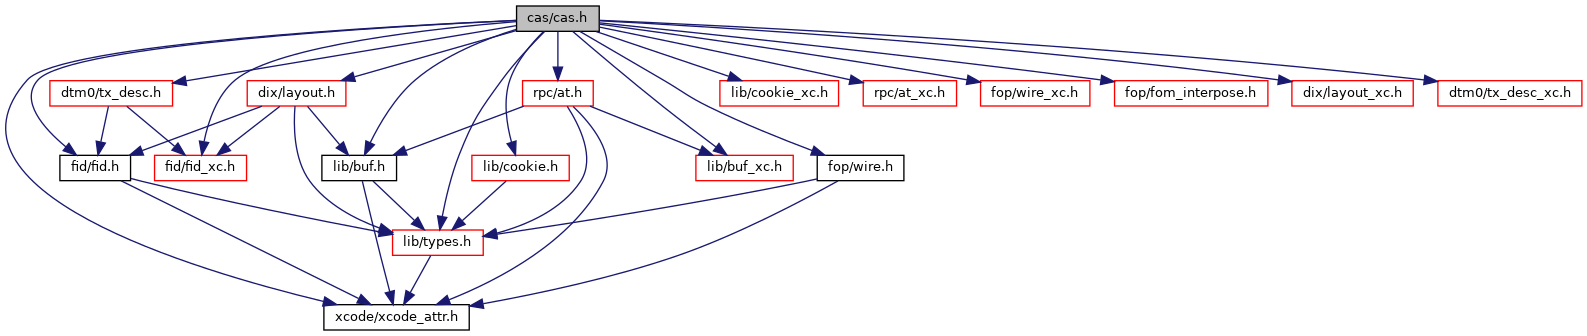 cas/cas.h
dtm0/tx_desc.h
dix/layout.h
rpc/at.h
lib/cookie_xc.h
rpc/at_xc.h
fop/wire_xc.h
fop/fom_interpose.h
dix/layout_xc.h
dtm0/tx_desc_xc.h
fid/fid.h
fid/fid_xc.h
lib/buf.h
lib/cookie.h
lib/buf_xc.h
fop/wire.h
lib/types.h
xcode/xcode_attr.h